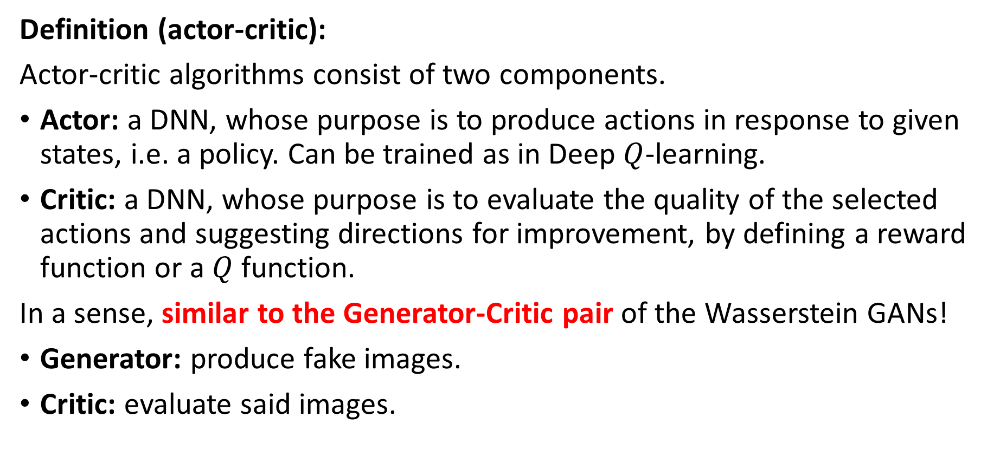 Definition (actor-critic):
Actor-critic algorithms consist of two components.
• Actor: a DNN, whose purpose is to produce actions in response to given
states, i.e. a policy. Can be trained as in Deep Q-learning.
• Critic: a DNN, whose purpose is to evaluate the quality of the selected
actions and suggesting directions for improvement, by defining a reward
function or a Q function.
In a sense, similar to the Generator-Critic pair of the Wasserstein GANs!
• Generator: produce fake images.
• Critic: evaluate said images.